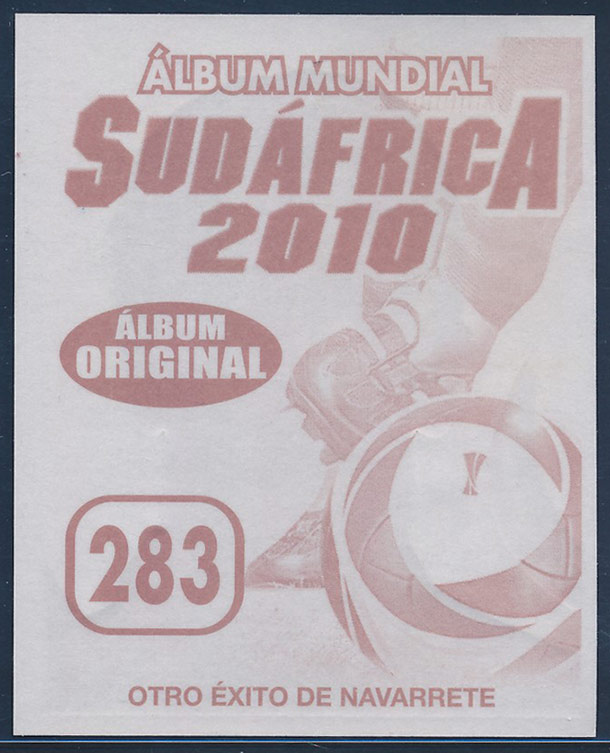 ÁLBUM MUNDIAL
SUDÁFRICA
2010
ÁLBUM
ORIGINAL
283
OTRO ÉXITO DE NAVARRETE